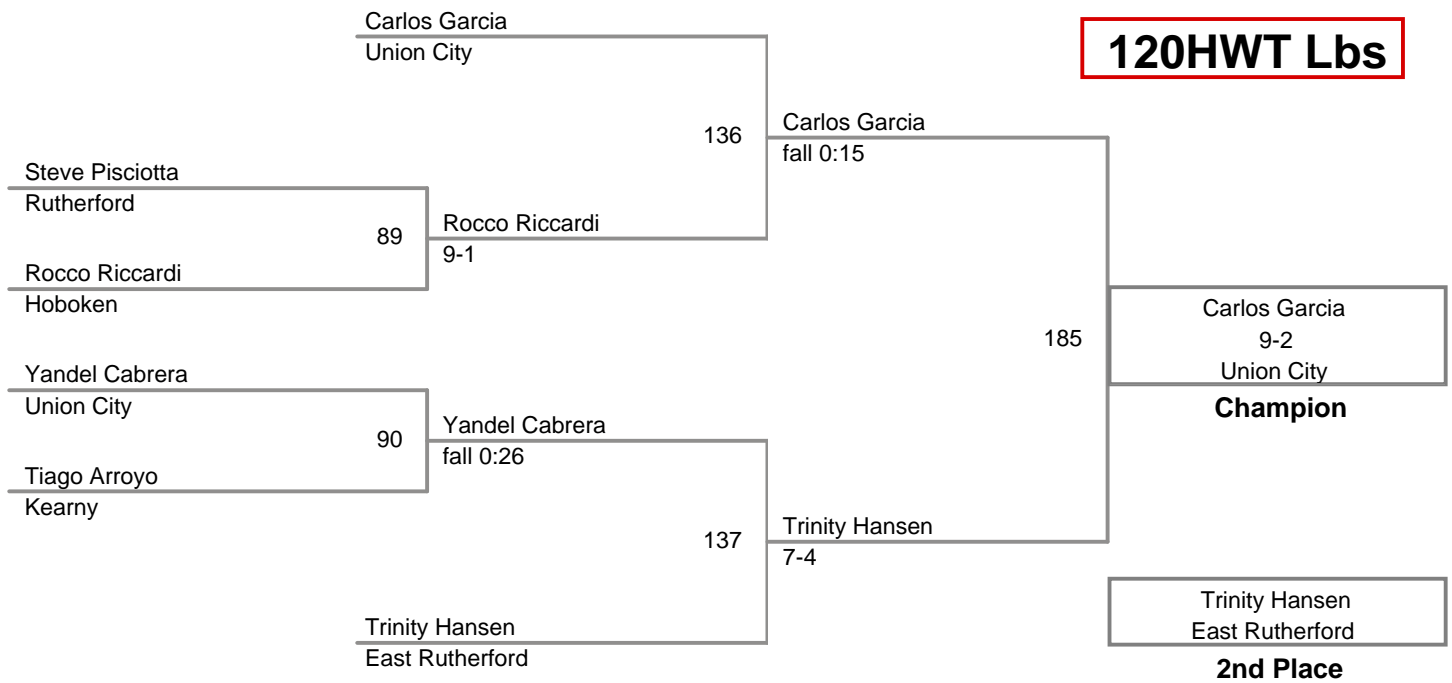 Carlos Garcia
Union City
120HWT Lbs
136
Carlos Garcia
fall 0:15
Steve Pisciotta
Rutherford
89
Rocco Riccardi
9-1
Rocco Riccardi
Hoboken
185
Carlos Garcia
9-2
Union City
Champion
Yandel Cabrera
Union City
90
Yandel Cabrera
fall 0:26
Tiago Arroyo
Kearny
137
Trinity Hansen
7-4
Trinity Hansen
East Rutherford
Trinity Hansen
East Rutherford
2nd Place